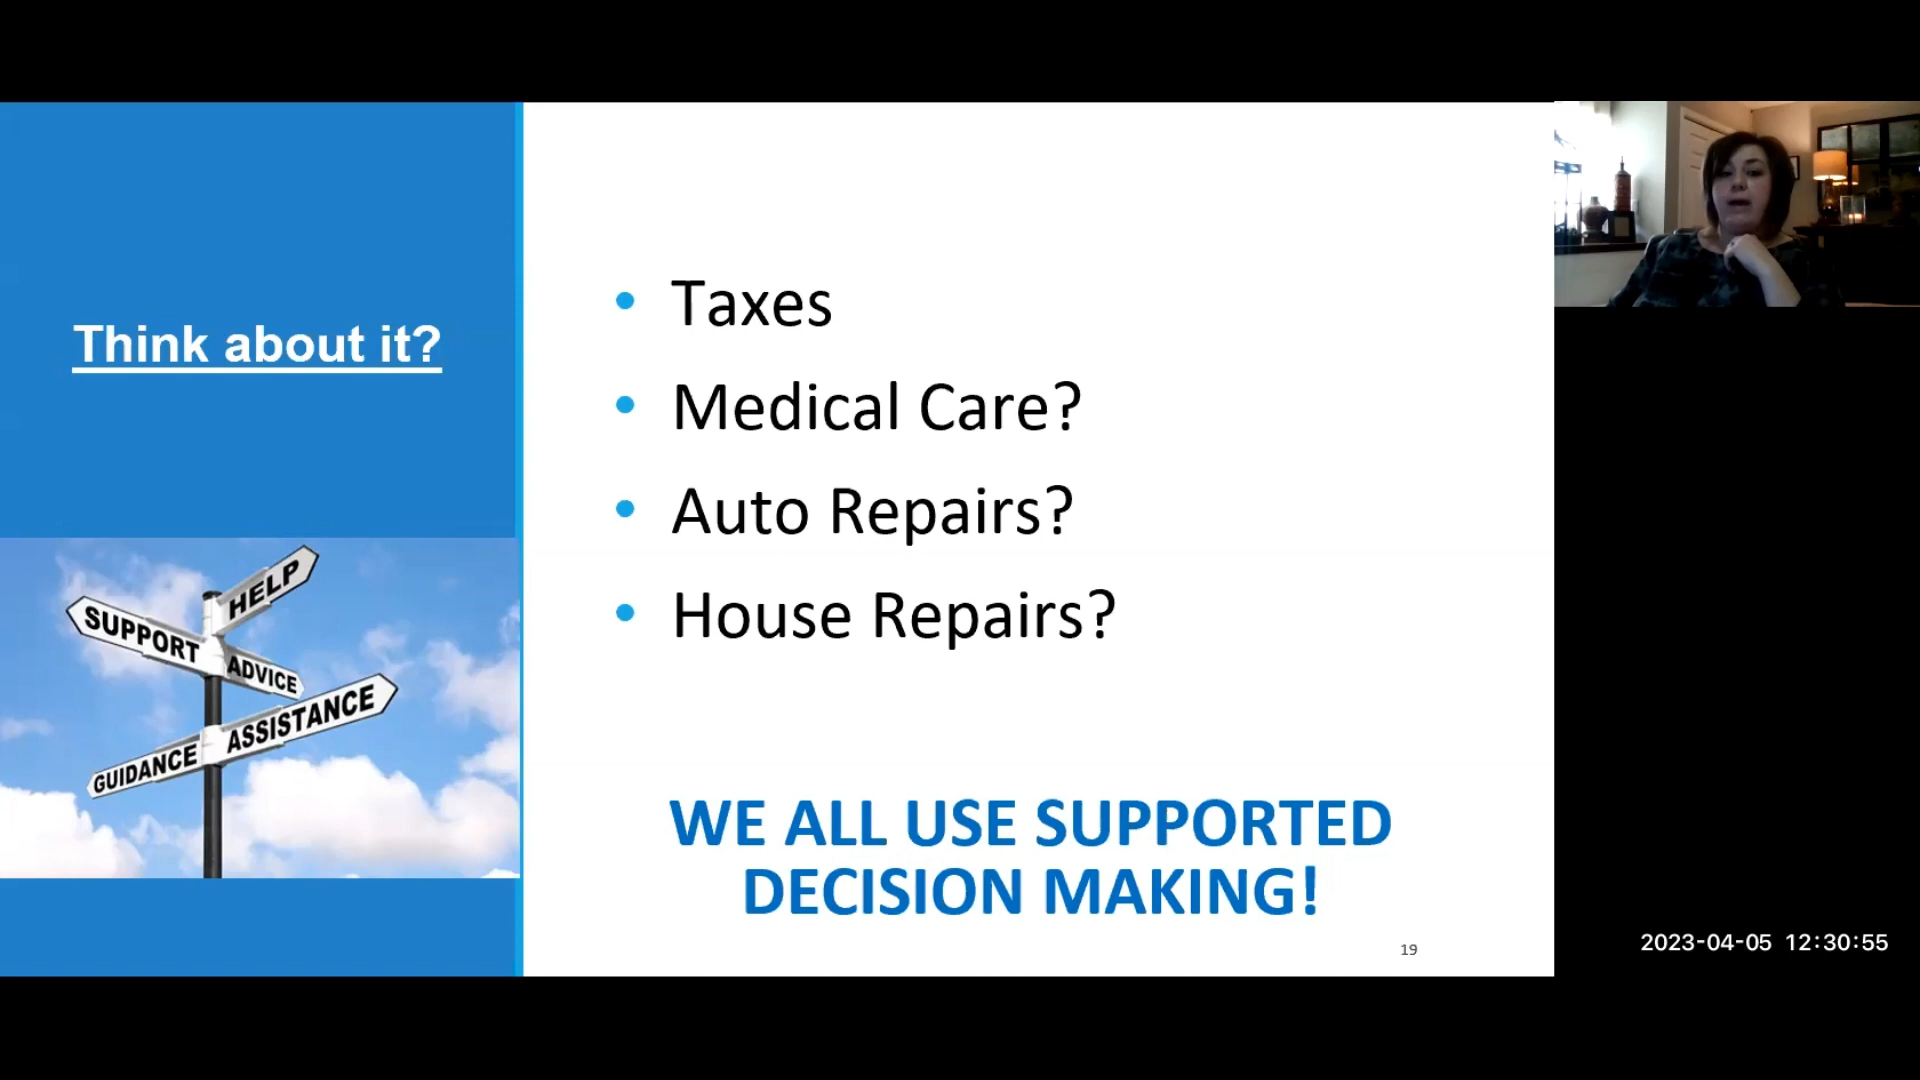 Think about it?
HELP
SUPPORT
ADVICE
ASSISTANCE
GUIDANCE
• Taxes
• Medical Care?
• Auto Repairs?
• House Repairs?
WE ALL USE SUPPORTED
DECISION MAKING!
19
2023-04-05 12:30:55